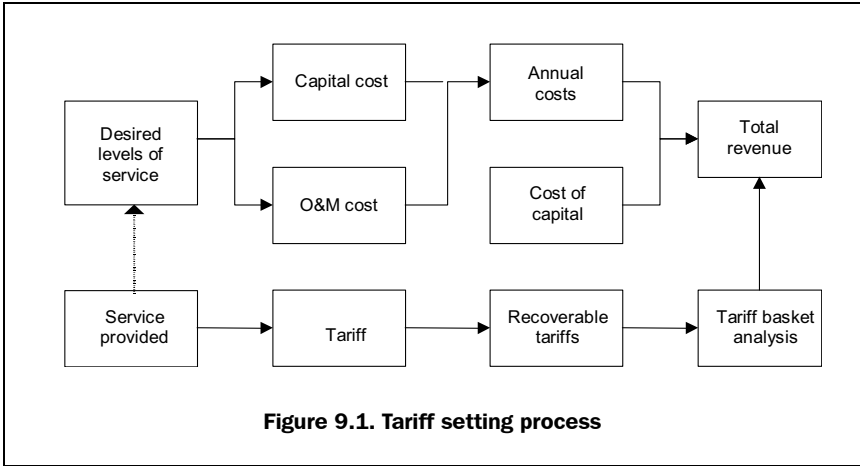 Capital cost
Annual
costs
Desired
levels of
service
Total
revenue
O&M cost
Cost of
capital
Service
provided
Tariff
Recoverable
tariffs
Tariff basket
analysis
Figure 9.1. Tariff setting process